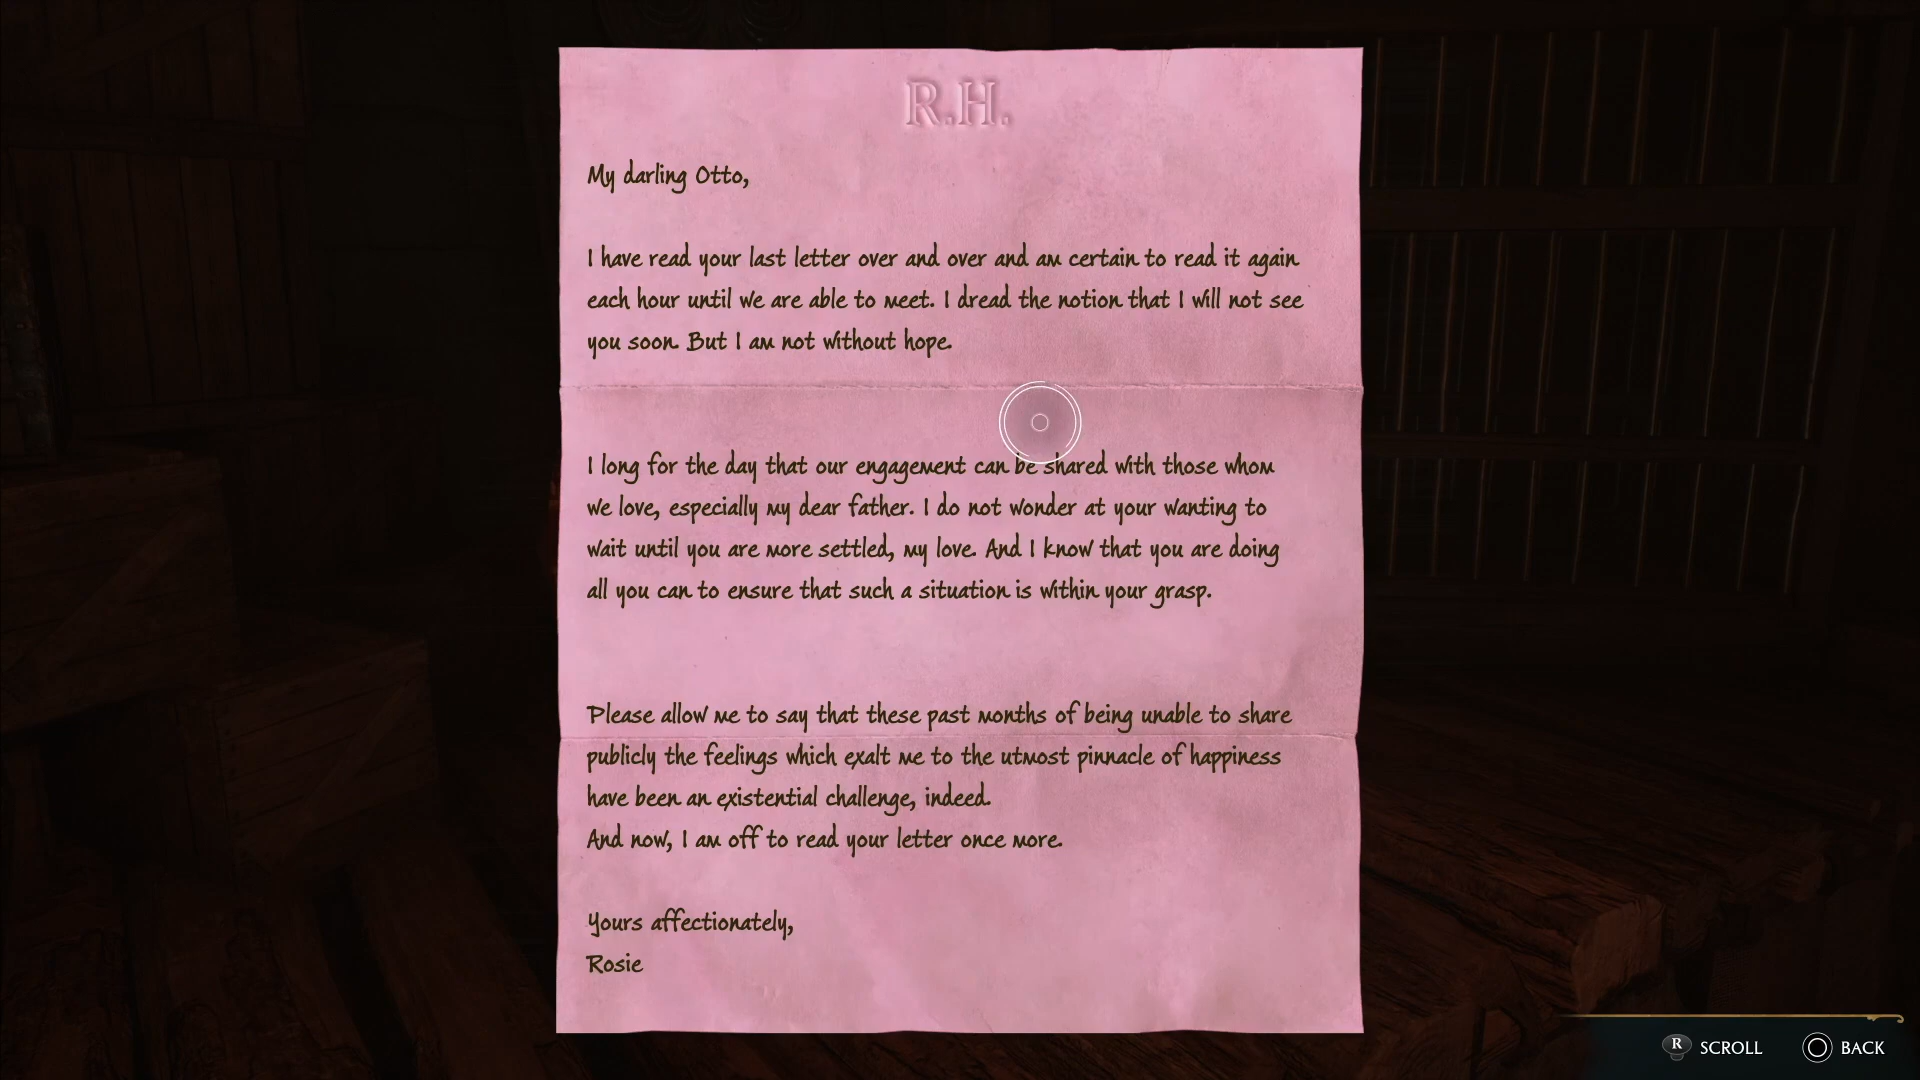 R.H.
My darling Otto,
I have read your last letter over and over and am certain to read it again
each hour until we are able to meet. I dread the notion that I will not see
you soon. But I am not without hope.
I long for the day that our engagement can be shared with those whom
we love, especially my dear father. I do not wonder at your wanting to
wait until you are more settled, my love. And I know that you are doing
all you can to ensure that such a situation is within your grasp.
Please allow me to say that these past months of being unable to share
publicly the feelings which exalt me to the utmost pinnacle of happiness
have been an existential challenge, indeed.
And now, I am off to read your letter once more.
Yours affectionately,
Rosie
R SCROLL BACK